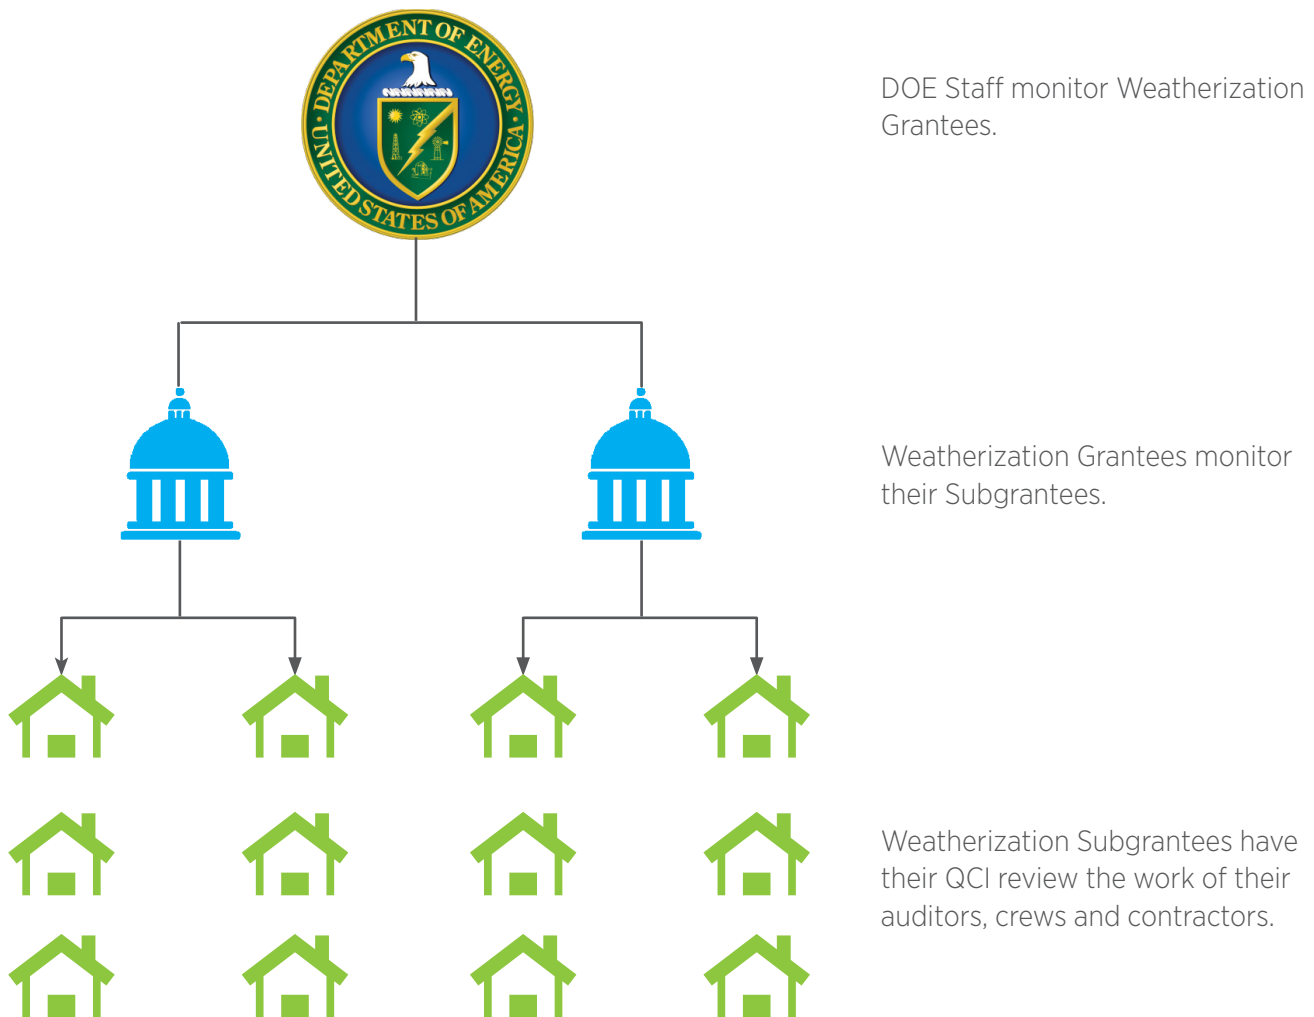 DEPARTMENT OF ENERGY
UNITED STATES OF AMERICA
DOE Staff monitor Weatherization
Grantees.
Weatherization Grantees monitor
their Subgrantees.
Weatherization Subgrantees have
their QCI review the work of their
auditors, crews and contractors.